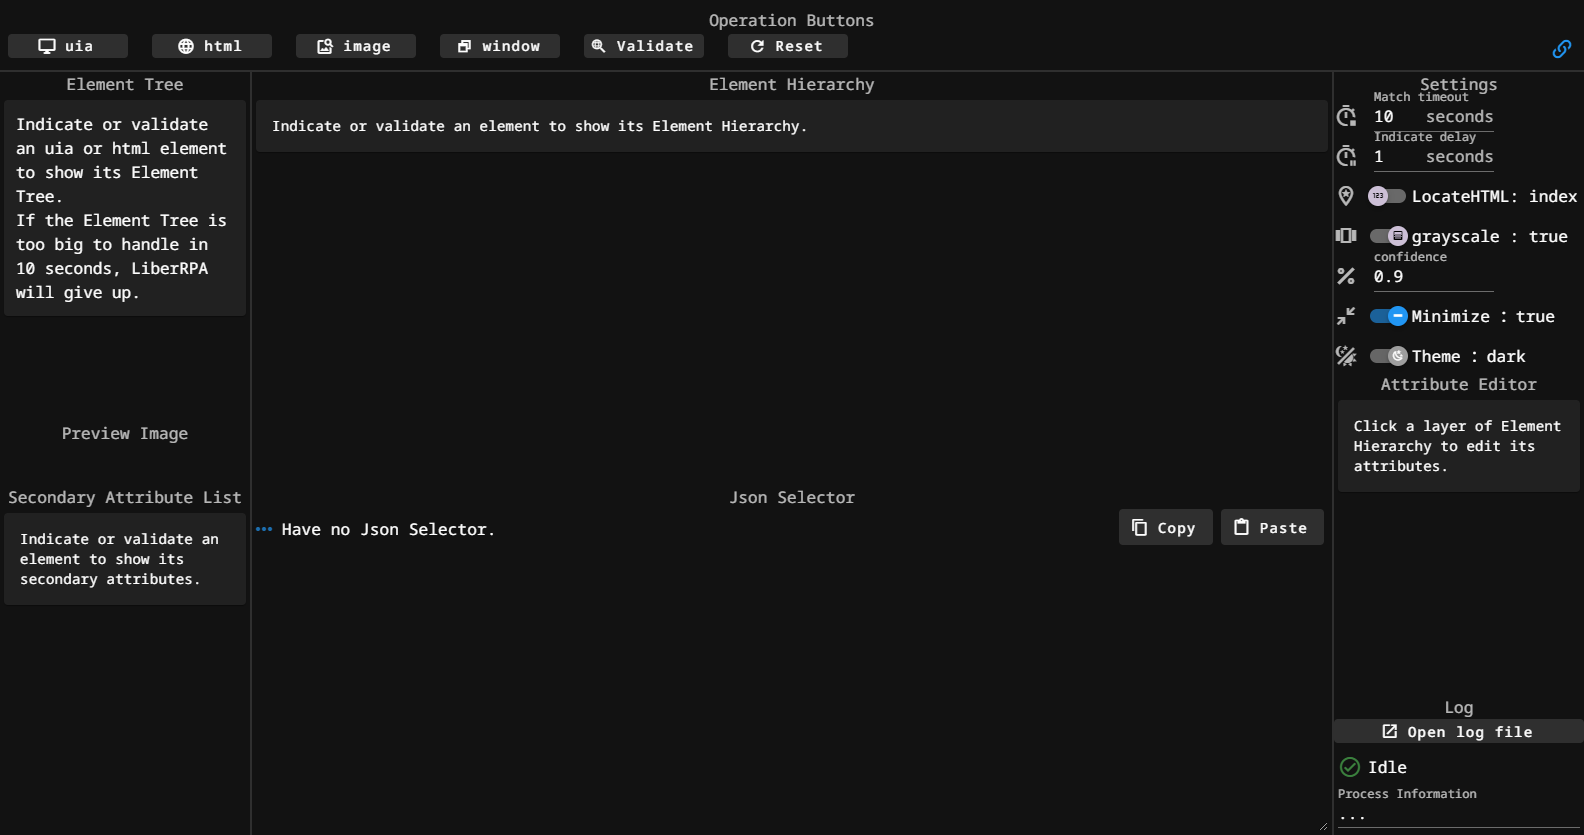 Operation Buttons
uia
html
image
window
Validate
Reset
Element Tree
Indicate or validate
an uia or html element
to show its Element
Tree.
If the Element Tree is
too big to handle in
10 seconds, LiberRPA
will give up.
Preview Image
Secondary Attribute List
Indicate or validate an
element to show its
secondary attributes.
Element Hierarchy
Indicate or validate an element to show its Element Hierarchy.
Json Selector
Have no Json Selector.
Copy
Paste
Settings
Match timeout
10 seconds
Indicate delay
1 seconds
123
LocateHTML: index
grayscale : true
confidence
0.9
Minimize : true
Theme : dark
Attribute Editor
Click a layer of Element
Hierarchy to edit its
attributes.
Log
Open log file
Idle
Process Information
...